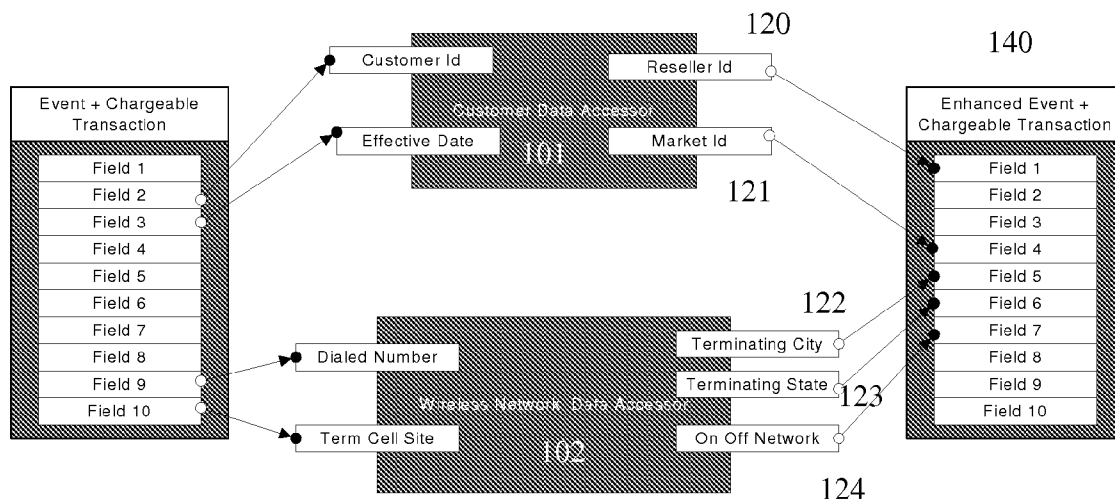 120
140
Customer Id
Reseller Id
Event + Chargeable
Transaction
Customer Data Accessor
Enhanced Event +
Chargeable Transaction
Effective Date
101
Market Id
121
Field 1
Field 2
Field 3
Field 4
Field 5
Field 6
Field 7
Field 8
Field 9
Field 10
Field 1
Field 2
Field 3
Field 4
Field 5
Field 6
Field 7
Field 8
Field 9
Field 10
122
Terminating City
Dialed Number
Terminating State
123
Wireless Network Data Accessor
Term Cell Site
102
On Off Network
124